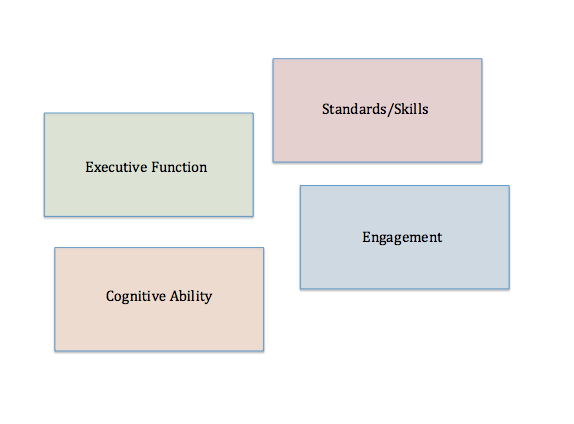 Standards/Skills
Executive Function
Engagement
Cognitive Ability